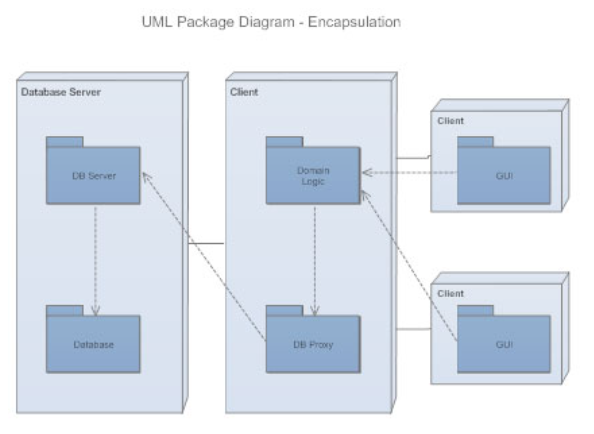 UML Package Diagram - Encapsulation
Database Server
DB Server
Database
Client
Domain
Logic
DB Proxy
Client
GUI
Client
GUI